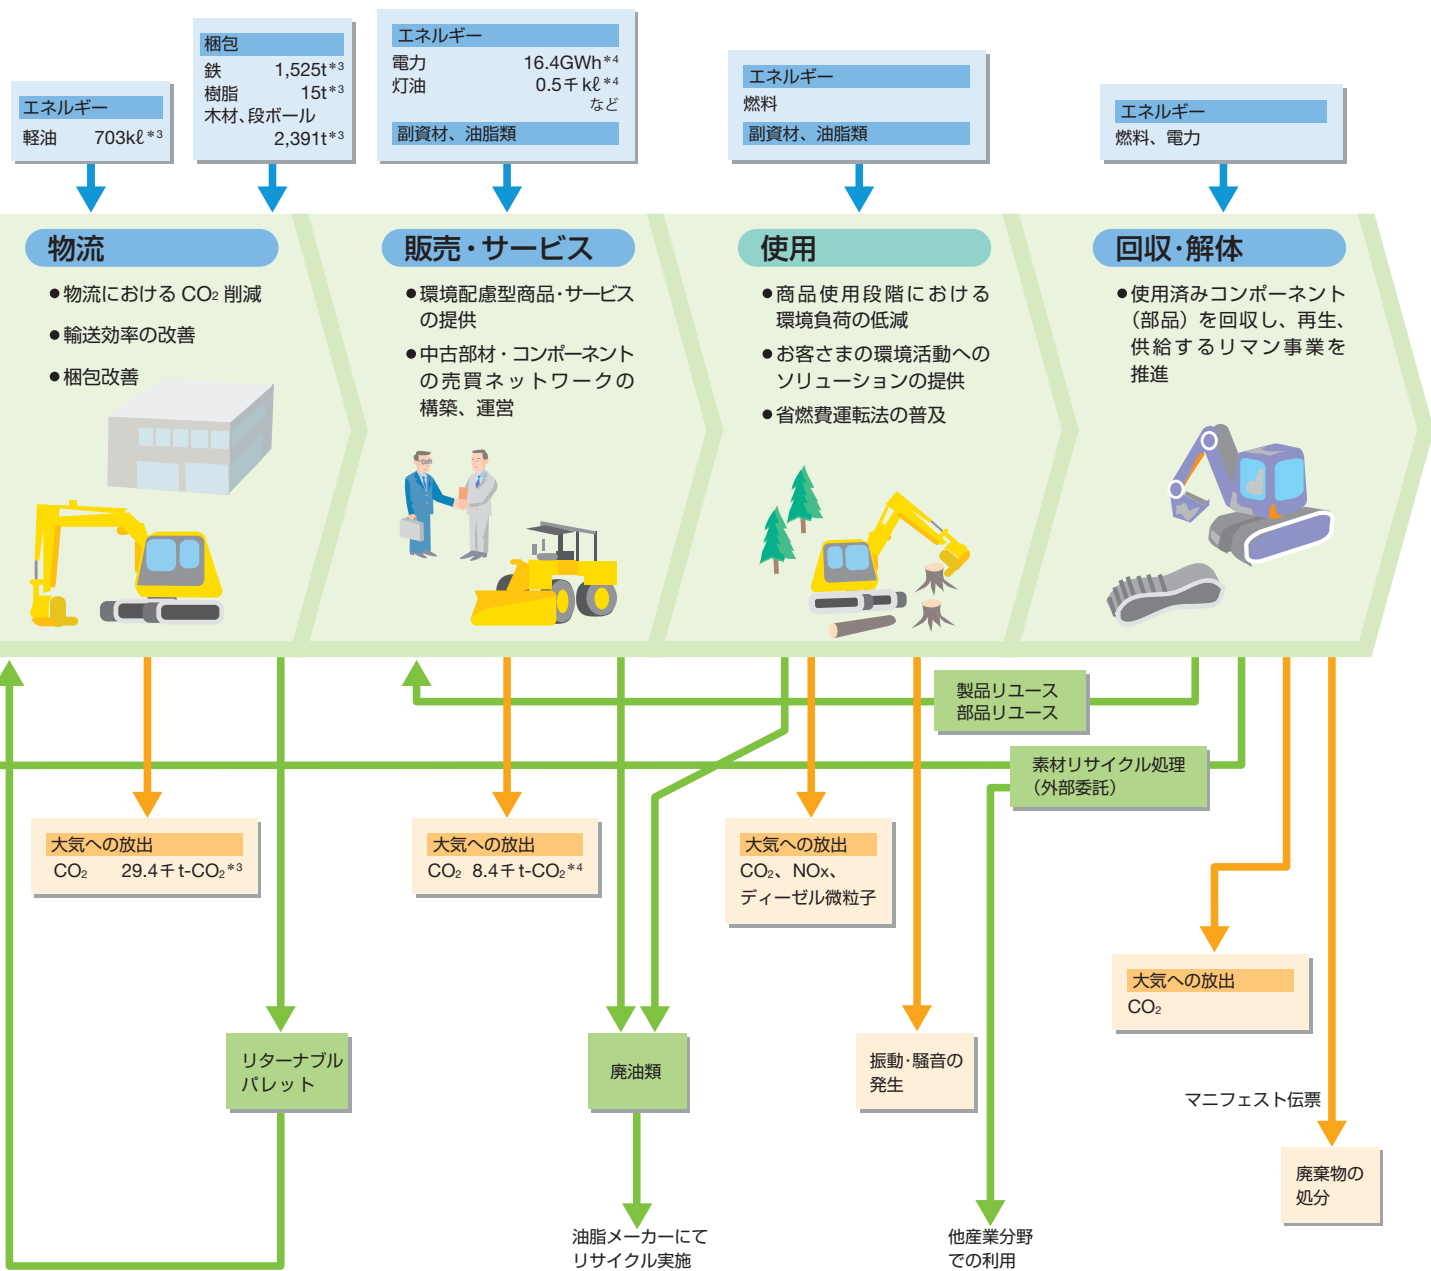 エネルギー
軽油 703kℓ*3
梱包
鉄 1,525t*3
樹脂 15t*3
木材、段ボール
2,391t*3
エネルギー
電力 16.4GWh*4
灯油 0.5千kℓ*4
など
副資材、油脂類
エネルギー
燃料
副資材、油脂類
エネルギー
燃料、電力
物流
●物流における CO2 削減
●輸送効率の改善
●梱包改善
販売・サービス
●環境配慮型商品・サービス
の提供
●中古部材・コンポーネント
の売買ネットワークの
構築、運営
使用
●商品使用段階における
環境負荷の低減
●お客さまの環境活動への
ソリューションの提供
●省燃費運転法の普及
回収・解体
●使用済みコンポーネント
（部品）を回収し、再生、
供給するリマン事業を
推進
製品リユース
部品リユース
素材リサイクル処理
（外部委託）
大気への放出
CO2 29.4千t-CO2*3
大気への放出
CO2 8.4千t-CO2*4
大気への放出
CO2、NOx、
ディーゼル微粒子
大気への放出
CO2
リターナブル
パレット
廃油類
振動・騒音の
発生
マニフェスト伝票
廃棄物の
処分
油脂メーカーにて
リサイクル実施
他産業分野
での利用